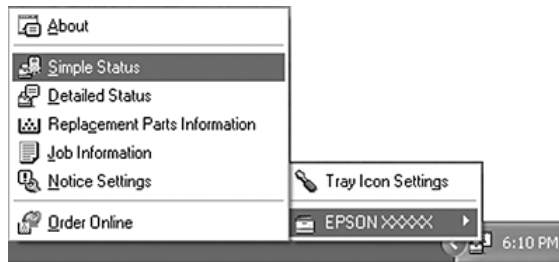 About
Simple Status
Detailed Status
Replacement Parts Information
Job Information
Notice Settings
Order Online
Tray Icon Settings
EPSON XXXXX
6:10 PM